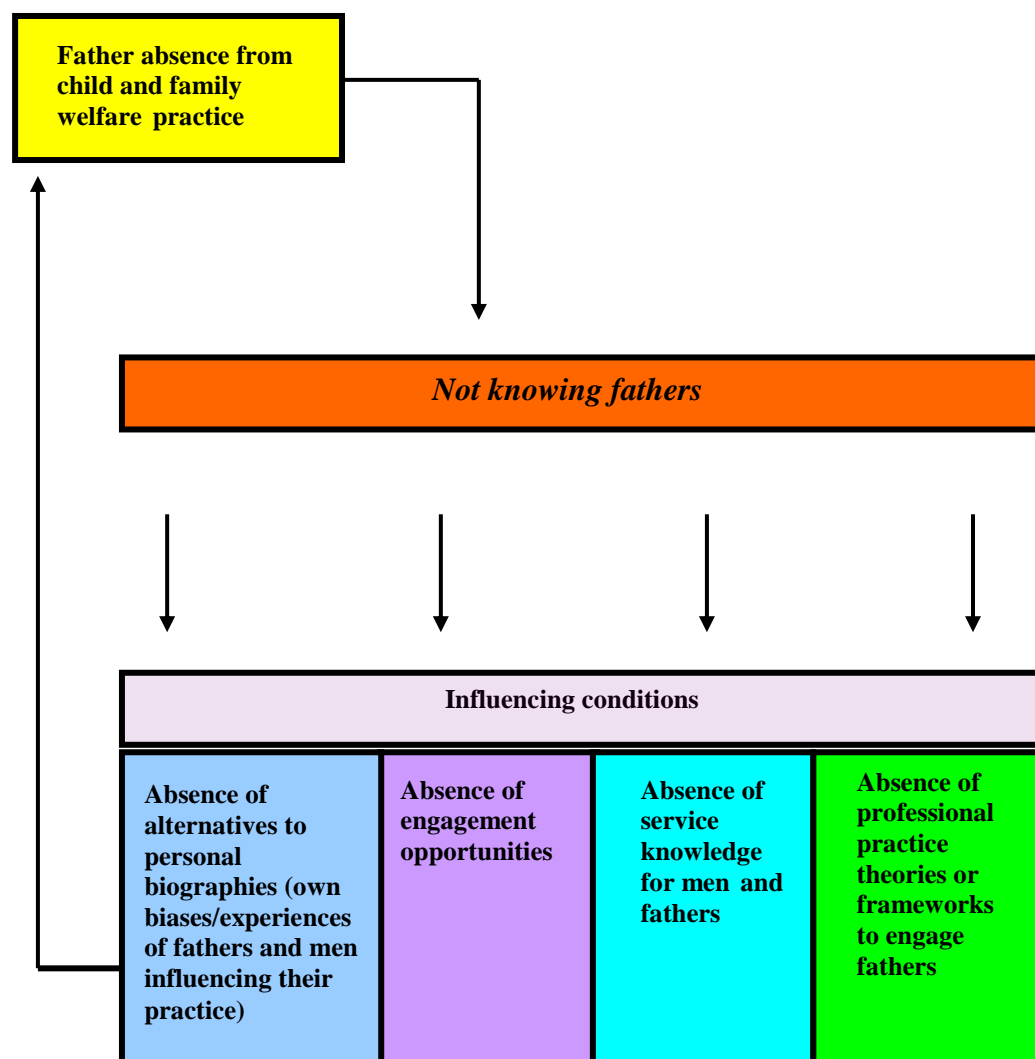 Father absence from
child and family
welfare practice
Not knowing fathers
Influencing conditions
Absence of
alternatives to
personal
biographies (own
biases/experiences
of fathers and men
influencing their
practice)
Absence of
engagement
opportunities
Absence of
service
knowledge
for men and
fathers
Absence of
professional
practice
theories or
frameworks
to engage
fathers